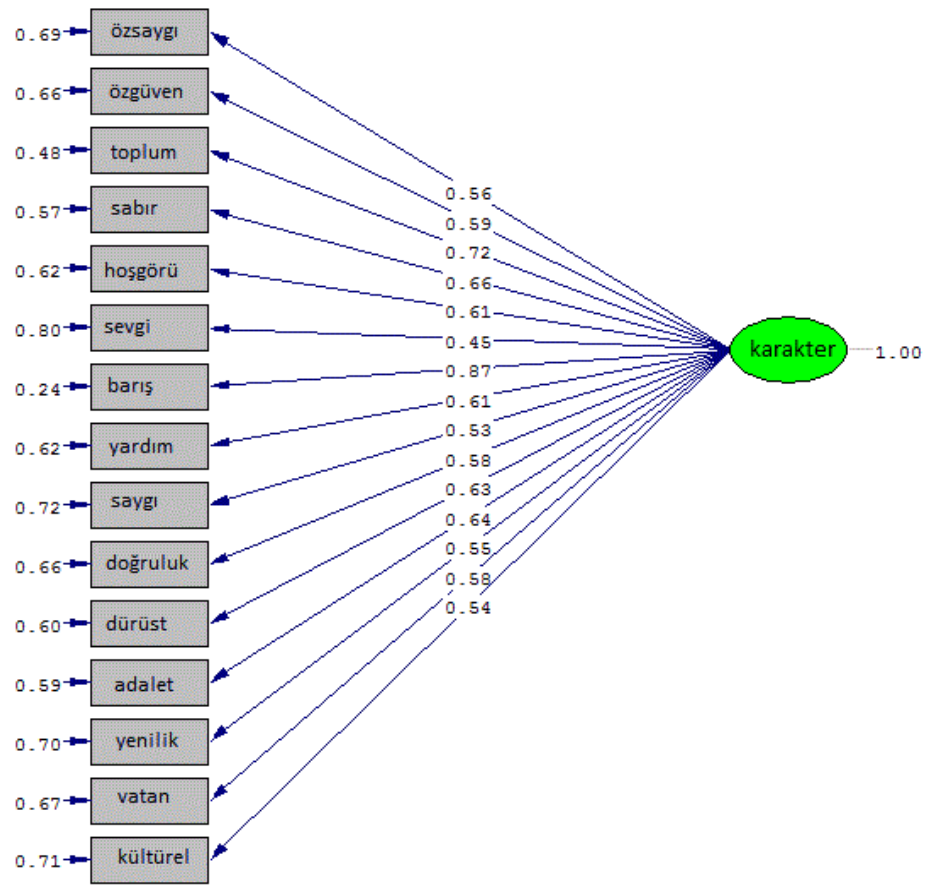 0.69 özsaygı
0.66 özgüven
0.48 toplum
0.57 sabır
0.62 hoşgörü
0.80 sevgi
0.24 barış
0.62 yardım
0.72 saygı
0.66 doğruluk
0.60 dürüst
0.59 adalet
0.70 yenilik
0.67 vatan
0.71 kültürel
0.56
0.59
0.72
0.66
0.61
0.45
0.87
0.61
0.53
0.58
0.63
0.64
0.55
0.58
0.54
karakter 1.00